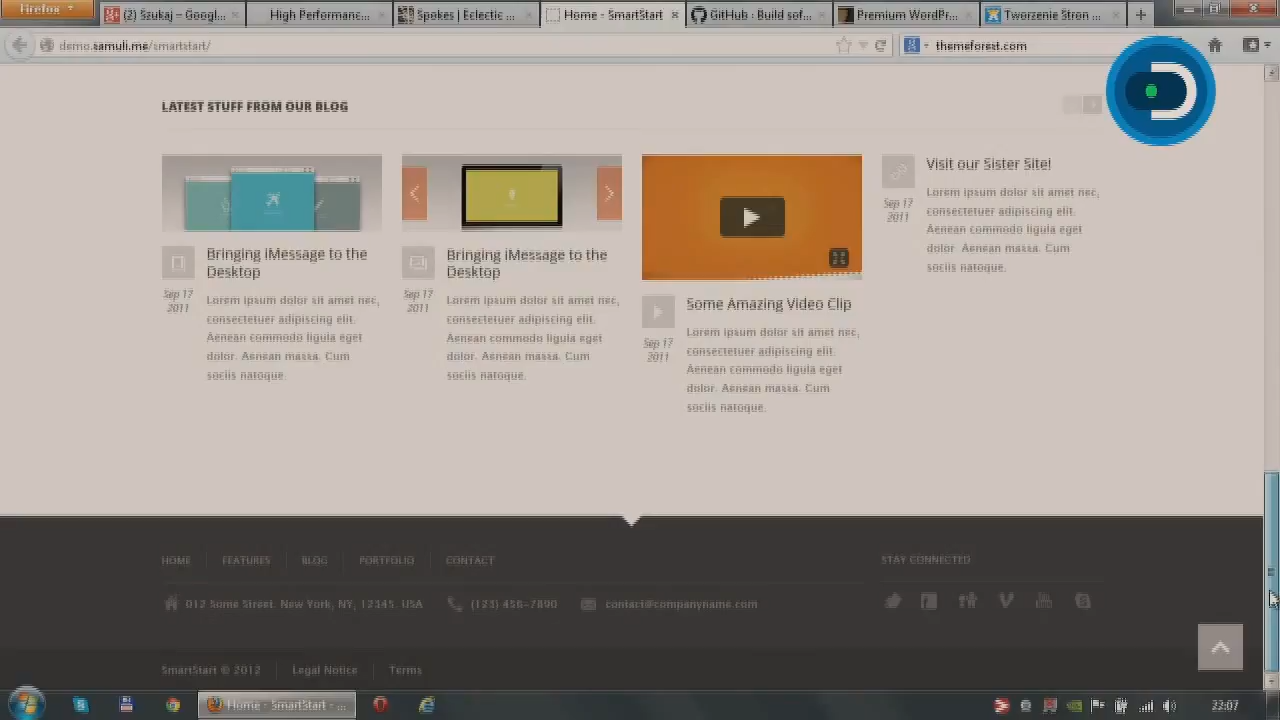 Firefox
(2) Szukaj – Googl...
High Performanc...
Spokes | Eclectic ...
Home - SmartStart
GitHub · Build sof...
Premium WordPr...
Tworzenie Stron ...
demo.samuli.me/smartstart/
themeforest.com
LATEST STUFF FROM OUR BLOG
Bringing iMessage to the
Desktop
Sep 17
2011
Lorem ipsum dolor sit amet nec,
consectetuer adipiscing elit.
Aenean commodo ligula eget
dolor. Aenean massa. Cum
sociis natoque.
Bringing iMessage to the
Desktop
Sep 17
2011
Lorem ipsum dolor sit amet nec,
consectetuer adipiscing elit.
Aenean commodo ligula eget
dolor. Aenean massa. Cum
sociis natoque.
Some Amazing Video Clip
Sep 17
2011
Lorem ipsum dolor sit amet nec,
consectetuer adipiscing elit.
Aenean commodo ligula eget
dolor. Aenean massa. Cum
sociis natoque.
Visit our Sister Site!
Sep 17
2011
Lorem ipsum dolor sit amet nec,
consectetuer adipiscing elit.
Aenean commodo ligula eget
dolor. Aenean massa. Cum
sociis natoque.
HOME
FEATURES
BLOG
PORTFOLIO
CONTACT
STAY CONNECTED
012 Some Street. New York, NY, 12345. USA
(123) 456-7890
contact@companyname.com
SmartStart © 2012
Legal Notice
Terms
Home - SmartStart - ...
22:07